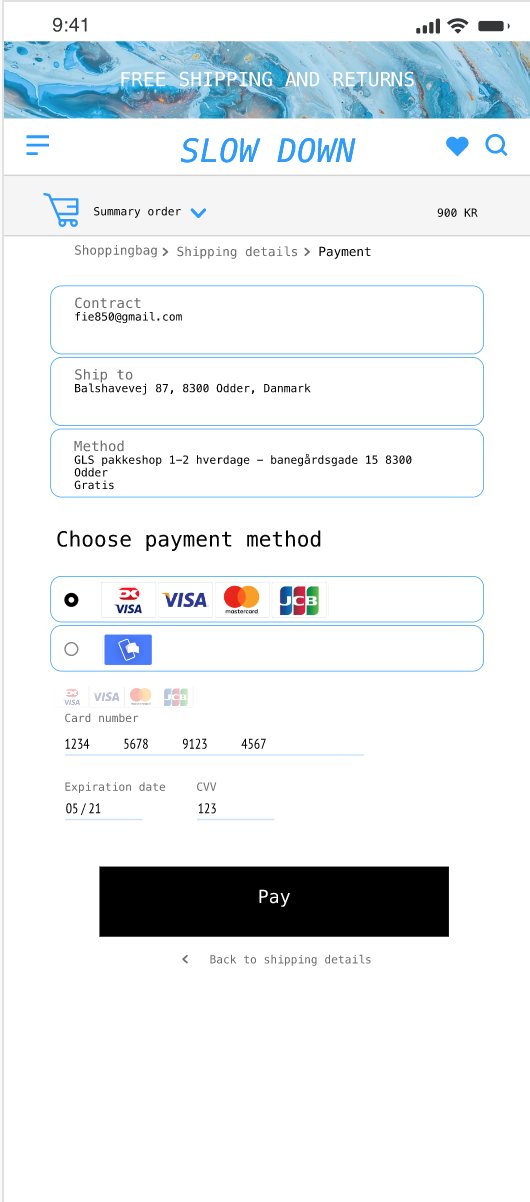 9:41
FREE SHIPPING AND RETURNS
SLOW DOWN
Summary order
900 KR
Shoppingbag > Shipping details > Payment
Contract
fie850@gmail.com
Ship to
Balshavevej 87, 8300 Odder, Danmark
Method
GLS pakkeshop 1-2 hverdage - banegårdsgade 15 8300
Odder
Gratis
Choose payment method
VISA VISA mastercard. JCB
VISA VISA mastercard JCB
Card number
1234 5678 9123 4567
Expiration date CVV
05/21 123
Pay
< Back to shipping details